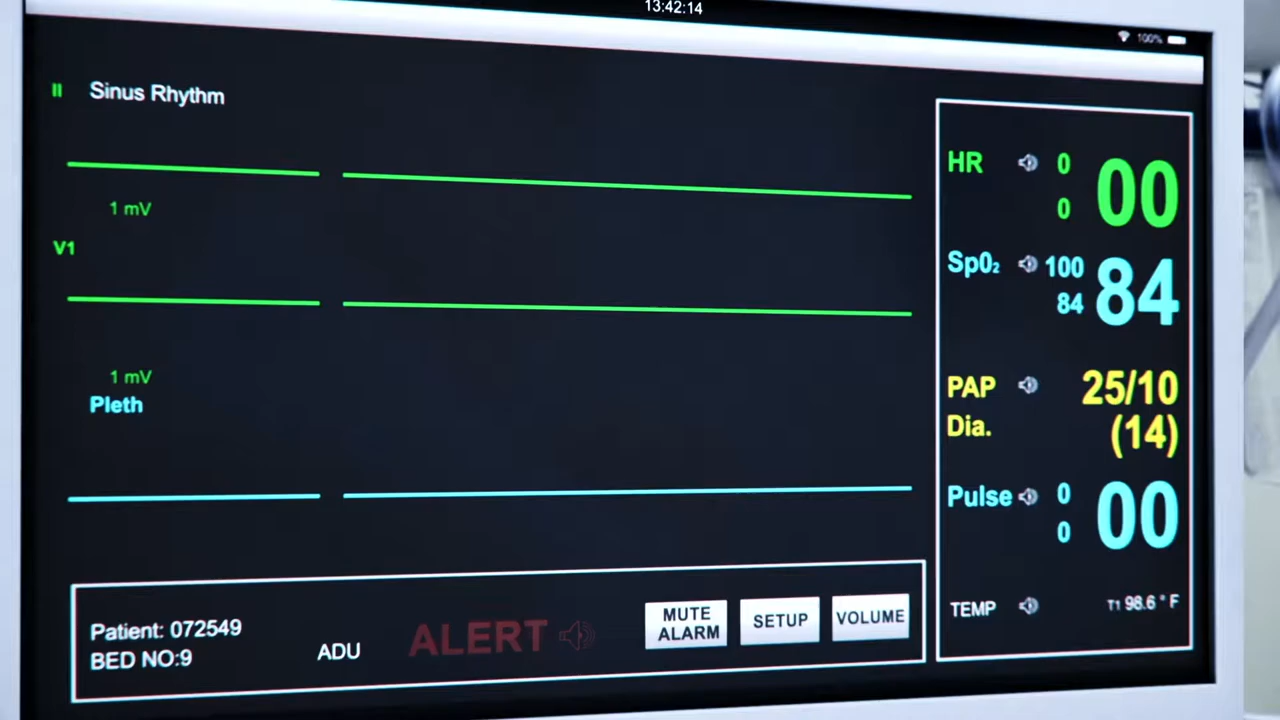 13:42:14
100%
II Sinus Rhythm
1 mV
V1
1 mV
Pleth
HR 0 00
0
Sp0₂ 100 84
84
PAP 25/10
Dia. (14)
Pulse 0 00
0
TEMP T1 98.6 ° F
Patient: 072549
BED NO:9
ADU
ALERT
MUTE
ALARM
SETUP
VOLUME